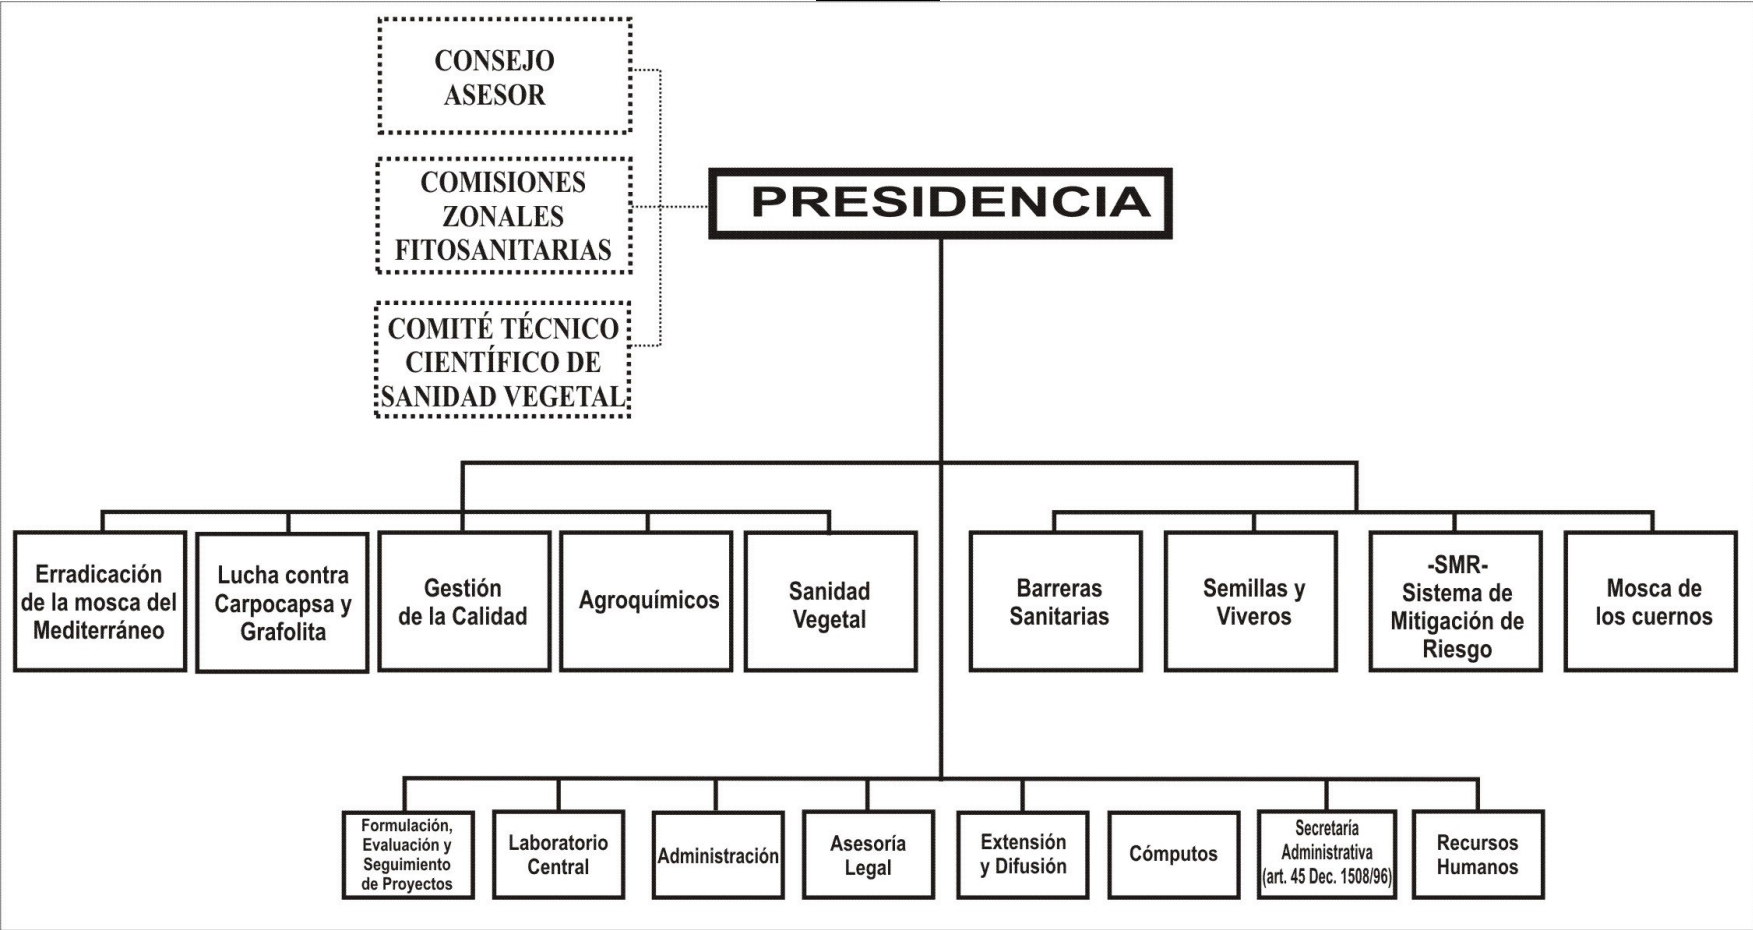 CONSEJO
ASESOR
COMISIONES
ZONALES
FITOSANITARIAS
COMITÉ TÉCNICO
CIENTÍFICO DE
SANIDAD VEGETAL
PRESIDENCIA
Erradicación
de la mosca del
Mediterráneo
Lucha contra
Carpocapsa y
Grafolita
Gestión
de la Calidad
Agroquímicos
Sanidad
Vegetal
Barreras
Sanitarias
Semillas y
Viveros
-SMR-
Sistema de
Mitigación de
Riesgo
Mosca de
los cuernos
Formulación,
Evaluación y
Seguimiento
de Proyectos
Laboratorio
Central
Administración
Asesoría
Legal
Extensión
y Difusión
Cómputos
Secretaría
Administrativa
(art. 45 Dec. 1508/96)
Recursos
Humanos